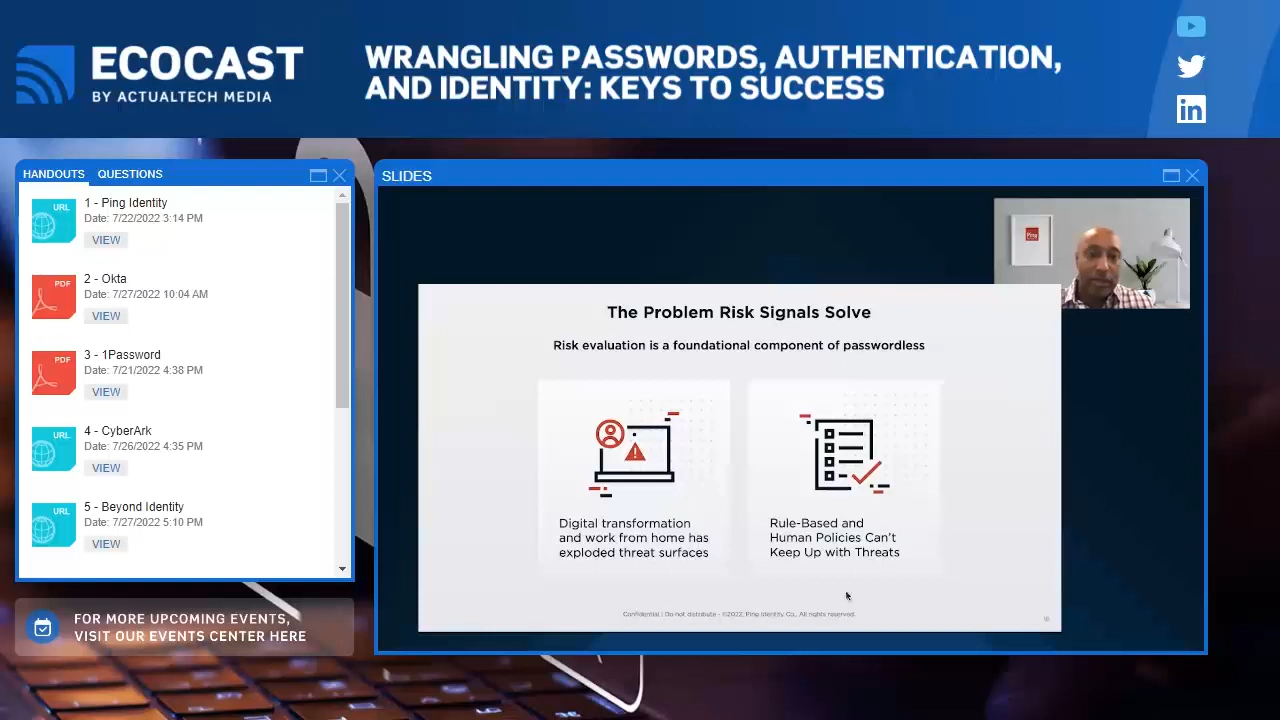 ECOCAST
BY ACTUALTECH MEDIA
WRANGLING PASSWORDS, AUTHENTICATION,
AND IDENTITY: KEYS TO SUCCESS
in
HANDOUTS QUESTIONS
URL
1 - Ping Identity
Date: 7/22/2022 3:14 PM
VIEW
PDF
2 - Okta
Date: 7/27/2022 10:04 AM
VIEW
PDF
3 - 1Password
Date: 7/21/2022 4:38 PM
VIEW
URL
4 - CyberArk
Date: 7/26/2022 4:35 PM
VIEW
URL
5 - Beyond Identity
Date: 7/27/2022 5:10 PM
VIEW
FOR MORE UPCOMING EVENTS,
VISIT OUR EVENTS CENTER HERE
SLIDES
Ping
The Problem Risk Signals Solve
Risk evaluation is a foundational component of passwordless
Digital transformation
and work from home has
exploded threat surfaces
Rule-Based and
Human Policies Can't
Keep Up with Threats
Confidential | Do not distribute - ©2022, Ping Identity Co., All rights reserved.